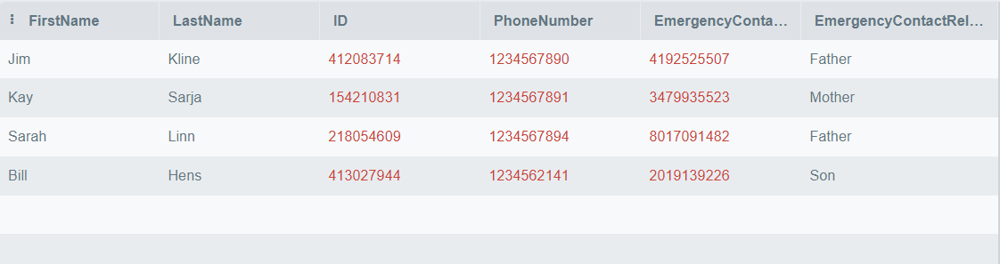 FirstName LastName ID PhoneNumber EmergencyConta... EmergencyContactRel...
Jim Kline 412083714 1234567890 4192525507 Father
Kay Sarja 154210831 1234567891 3479935523 Mother
Sarah Linn 218054609 1234567894 8017091482 Father
Bill Hens 413027944 1234562141 2019139226 Son